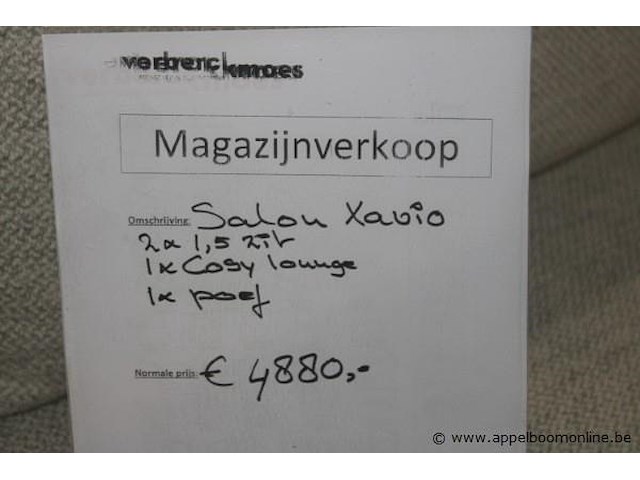 verberckmoes
Magazijnverkoop
Omschrijving: Salon Xavio
2x 1,5 zit
1x Cosy lounge
1x poef
Normale prijs: € 4880,-
© www.appelboomonline.be